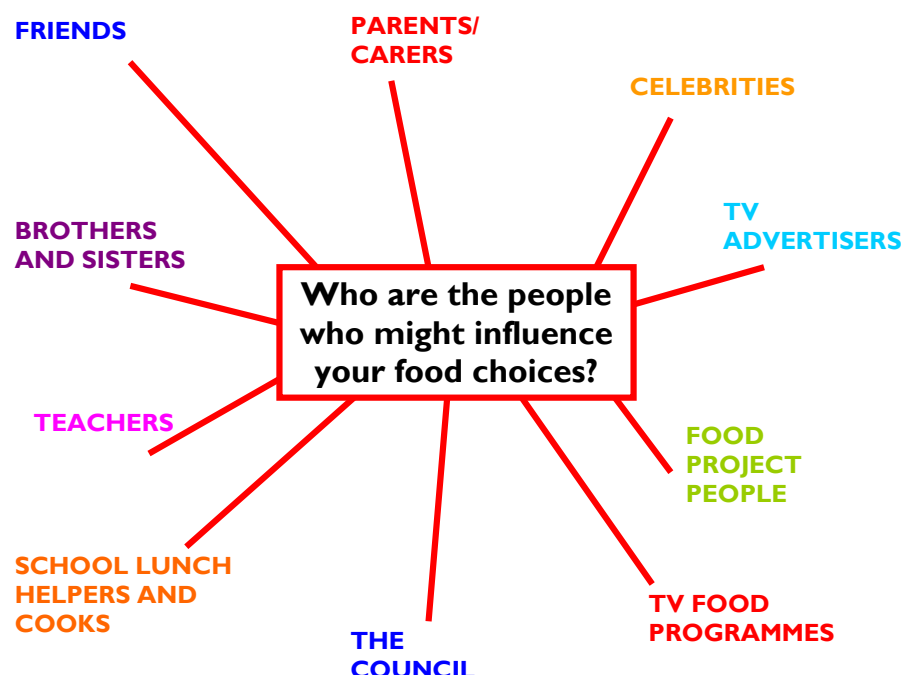 FRIENDS
PARENTS/
CARERS
CELEBRITIES
BROTHERS
AND SISTERS
TV
ADVERTISERS
Who are the people
who might influence
your food choices?
TEACHERS
FOOD
PROJECT
PEOPLE
SCHOOL LUNCH
HELPERS AND
COOKS
THE
COUNCIL
TV FOOD
PROGRAMMES